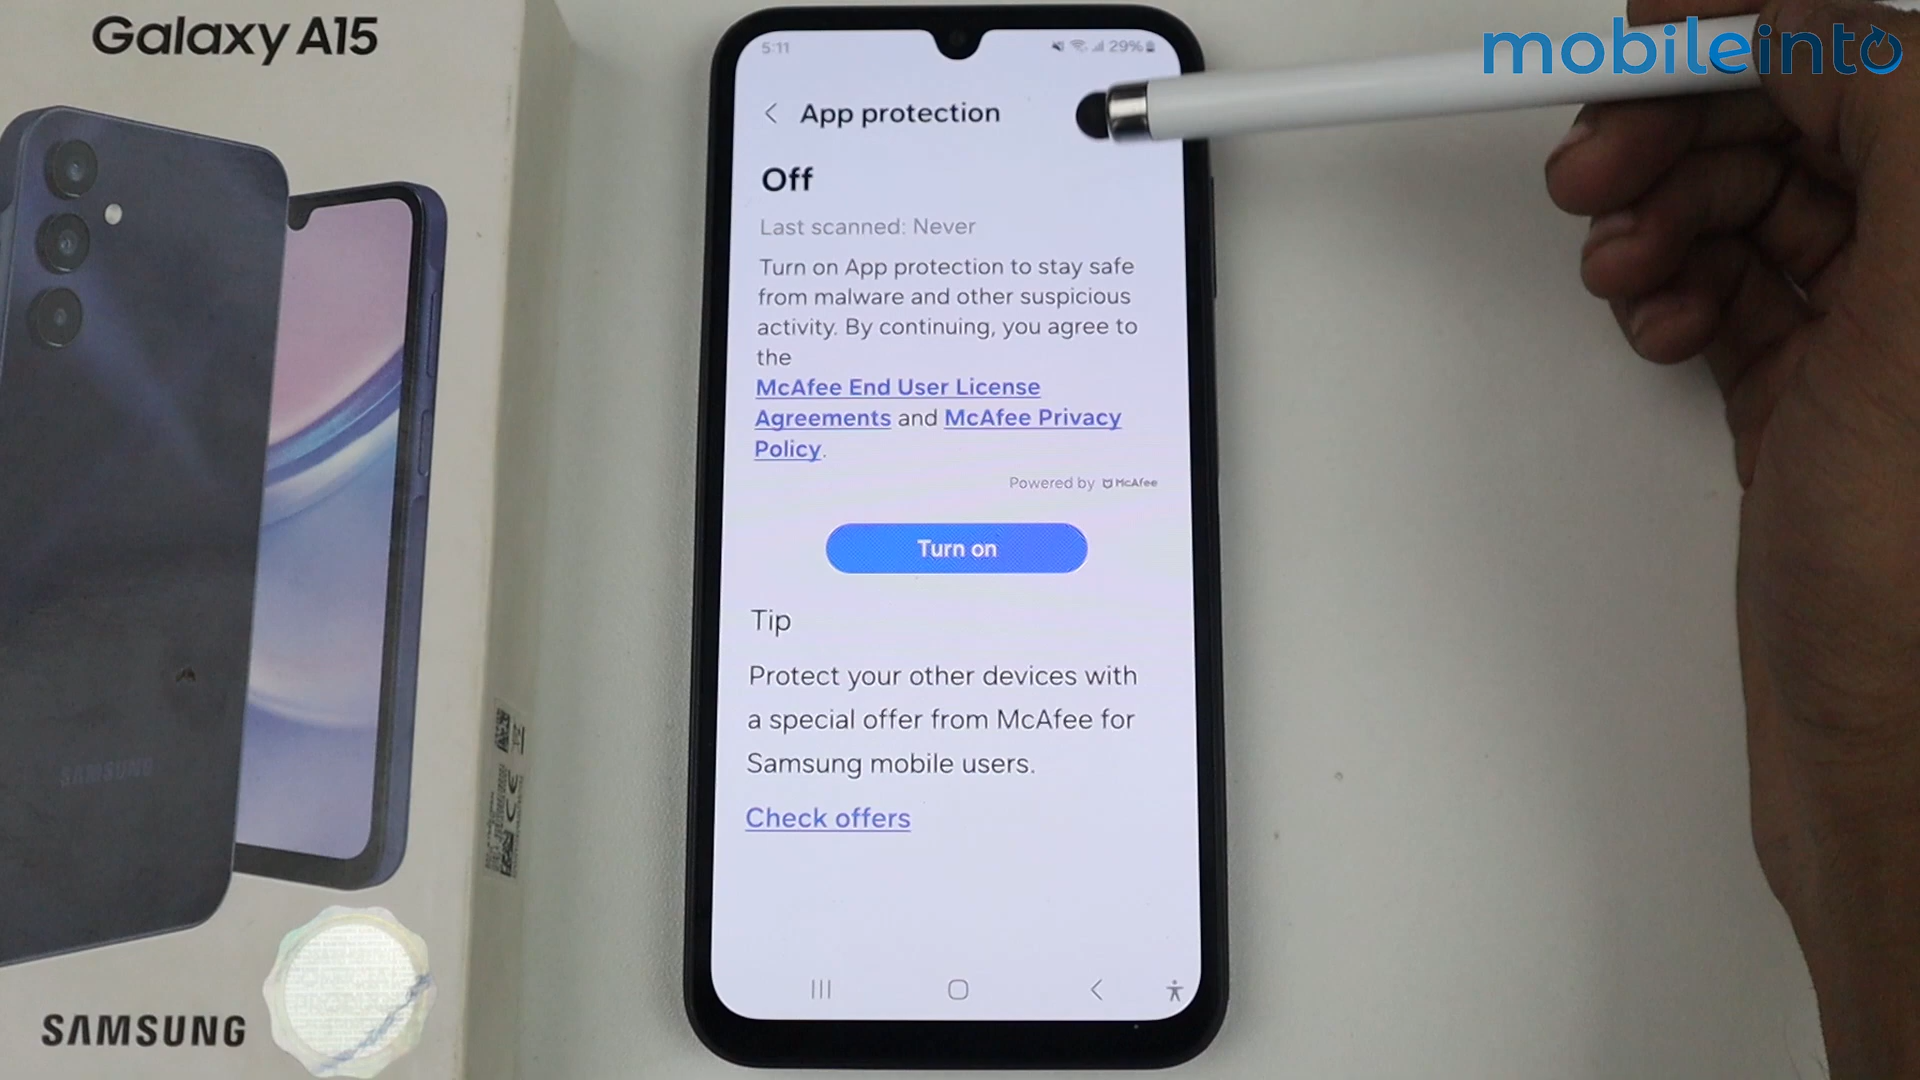 Galaxy A15
SAMSUNG
SAMSUNG
5:11
29%
App protection
Off
Last scanned: Never
Turn on App protection to stay safe
from malware and other suspicious
activity. By continuing, you agree to
the
McAfee End User License
Agreements and McAfee Privacy
Policy.
Powered by McAfee
Turn on
Tip
Protect your other devices with
a special offer from McAfee for
Samsung mobile users.
Check offers
mobileinto